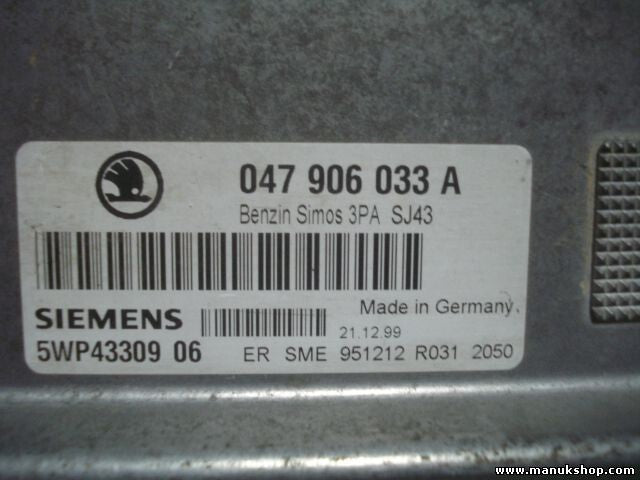 047 906 033 A
Benzin Simos 3PA SJ43
Made in Germany
SIEMENS
21.12.99
5WP43309 06
ER SME 951212 R031 2050
www.manukshop.com